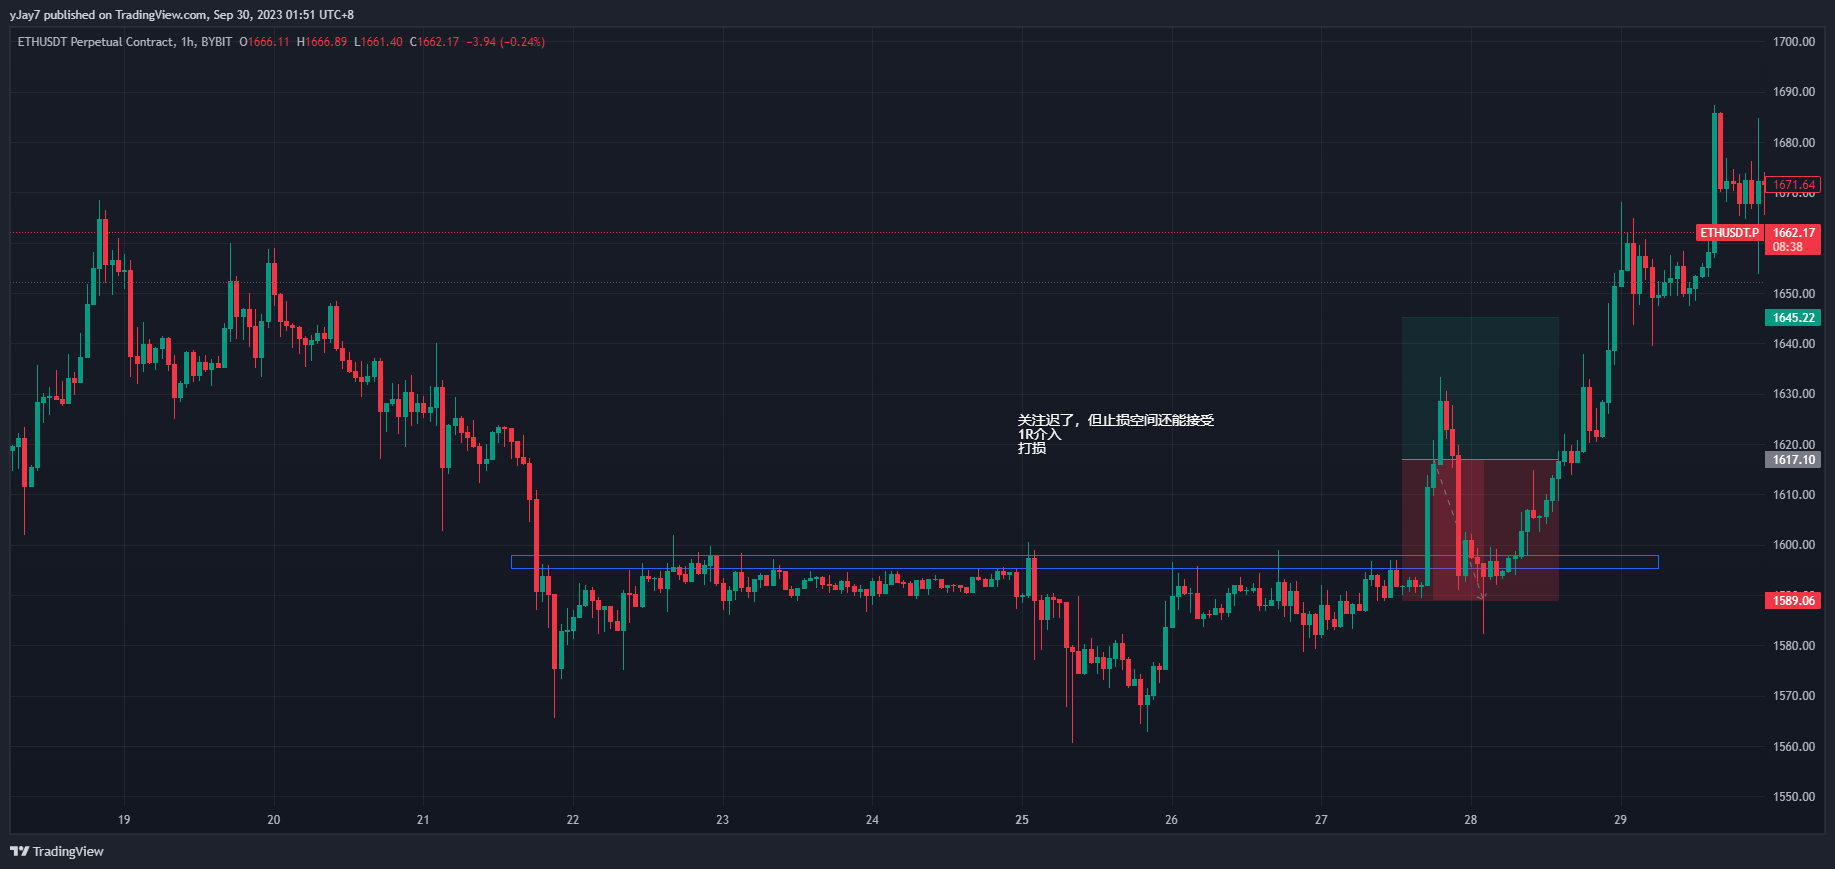 yJay7 published on TradingView.com, Sep 30, 2023 01:51 UTC+8
ETHUSDT Perpetual Contract, 1h, BYBIT O1666.11 H1666.89 L1661.40 C1662.17 −3.94 (−0.24%)
1700.00
1690.00
1680.00
1671.64
1670.00
ETHUSDT.P 1662.17
08:38
1650.00
1645.22
1640.00
1630.00
关注迟了，但止损空间还能接受
1R介入
打损
1620.00
1617.10
1610.00
1600.00
1589.06
1580.00
1570.00
1560.00
1550.00
19 20 21 22 23 24 25 26 27 28 29
TradingView